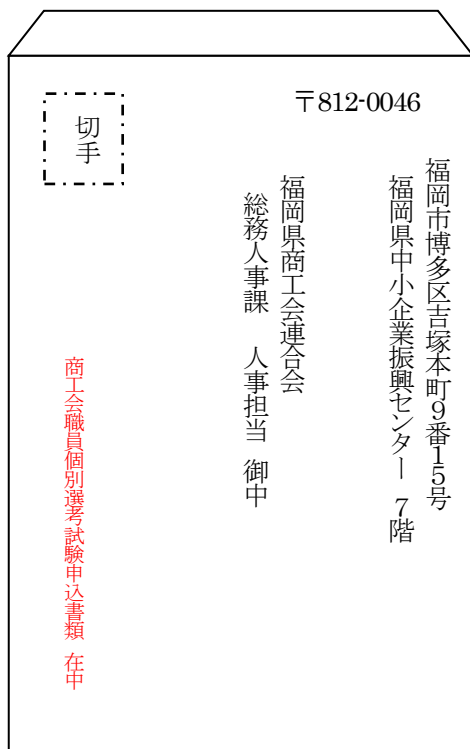 〒812-0046
福岡市博多区吉塚本町9番15号
福岡県中小企業振興センター 7階
福岡県商工会連合会
総務人事課 人事担当 御中
切手
商工会職員個別選考試験申込書類 在中